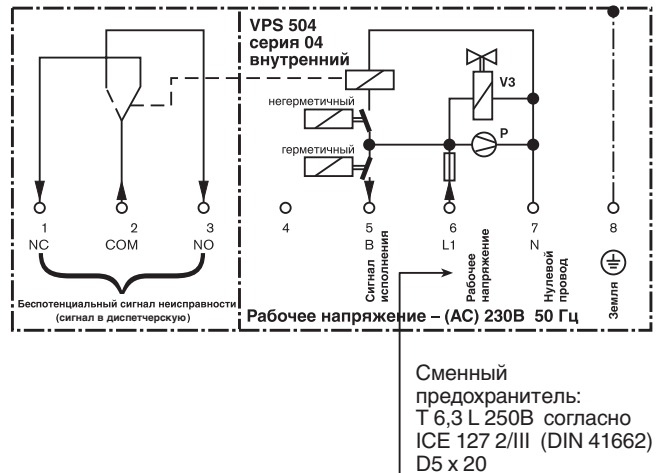 VPS 504
серия 04
внутренний
V3
негерметичный
P
герметичный
1
2
3
4
5
6
7
8
NC
COM
NO
B
L1
N
Сигнал
исполнения
Рабочее
напряжение
Нулевой
провод
Земля
Беспотенциальный сигнал неисправности
(сигнал в диспетчерскую)
Рабочее напряжение – (AC) 230В 50 Гц
Сменный
предохранитель:
Т 6,3 L 250В согласно
ICE 127 2/III (DIN 41662)
D5 x 20